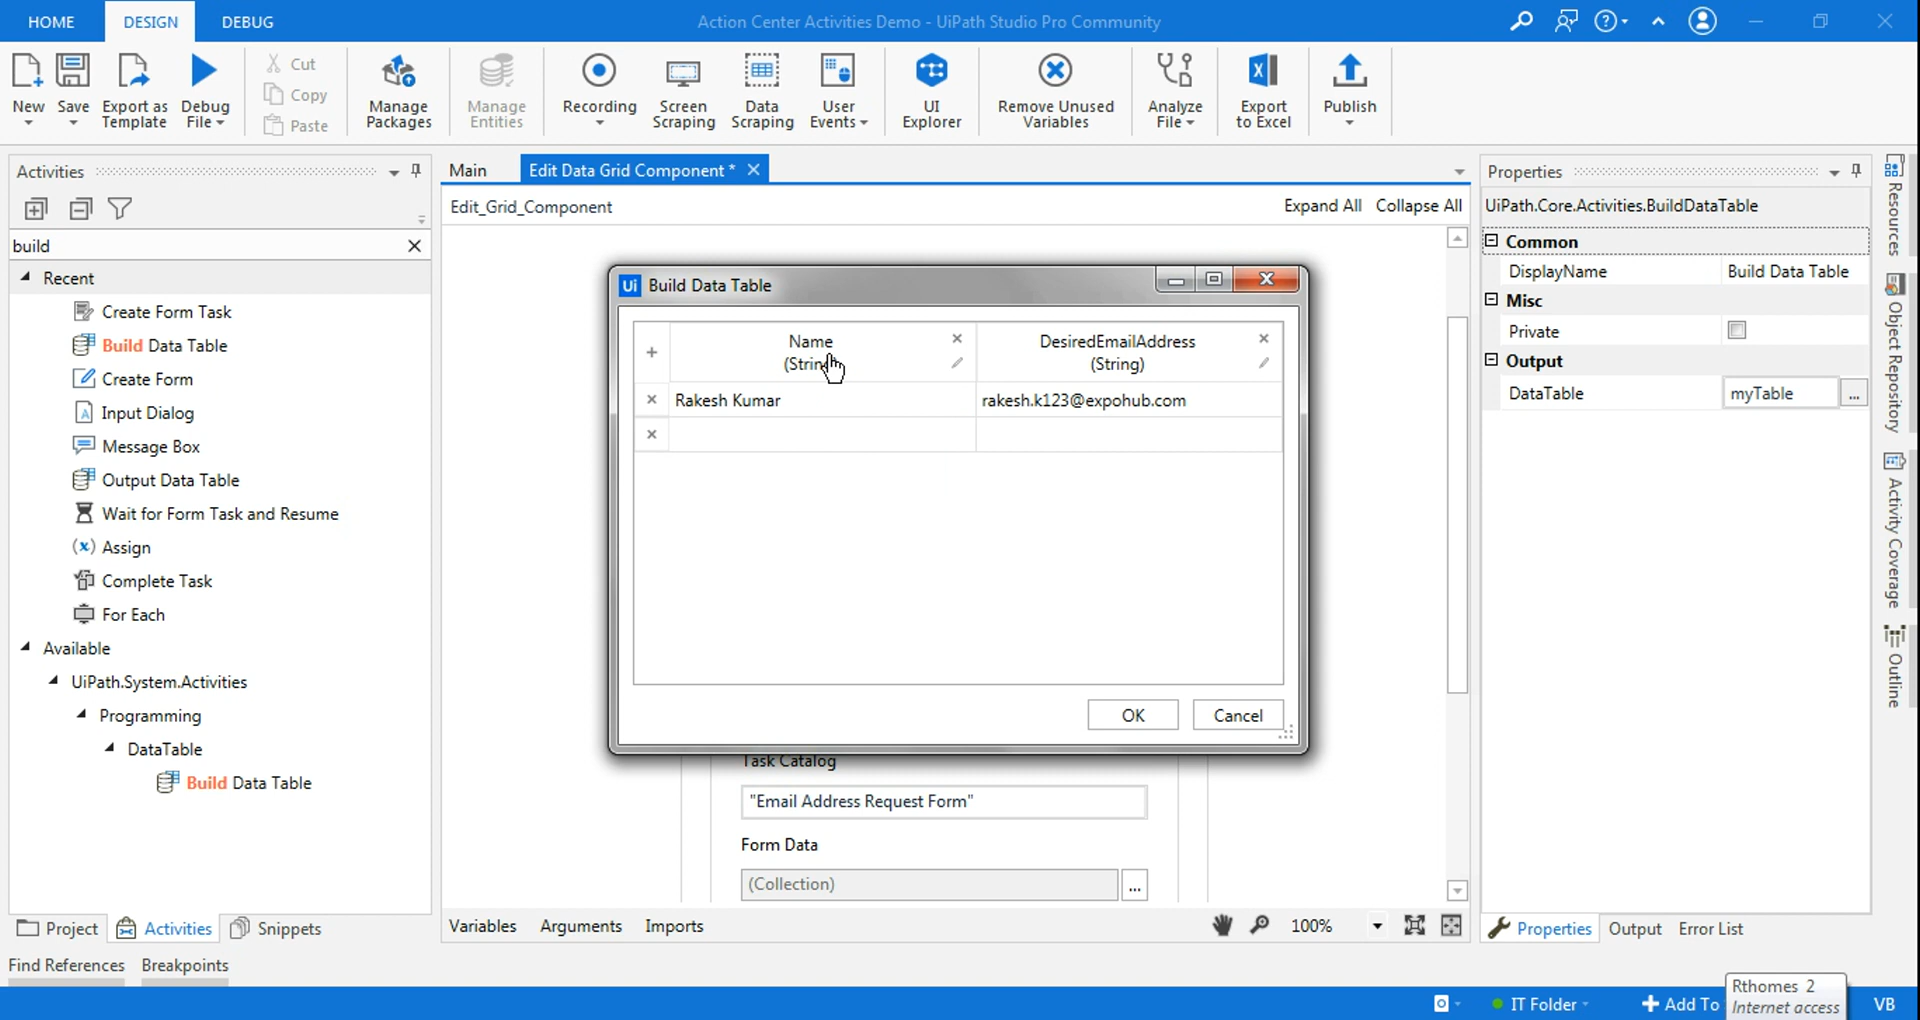 HOME DESIGN DEBUG Action Center Activities Demo - UiPath Studio Pro Community
New Save Export as Template Debug File Cut Copy Paste Manage Packages Manage Entities Recording Screen Scraping Data Scraping User Events UI Explorer Remove Unused Variables Analyze File Export to Excel Publish
Activities
build
Recent
Create Form Task
Build Data Table
Create Form
Input Dialog
Message Box
Output Data Table
Wait for Form Task and Resume
(x) Assign
Complete Task
For Each
Available
UiPath.System.Activities
Programming
DataTable
Build Data Table
Project Activities Snippets
Find References Breakpoints
Main Edit Data Grid Component *
Edit_Grid_Component Expand All Collapse All
Ui Build Data Table
Name DesiredEmailAddress
(String) (String)
Rakesh Kumar rakesh.k123@expohub.com
OK Cancel
Task Catalog
"Email Address Request Form"
Form Data
(Collection) ...
Variables Arguments Imports 100%
Properties
UiPath.Core.Activities.BuildDataTable
Common
DisplayName Build Data Table
Misc
Private
Output
DataTable myTable ...
Properties Output Error List
Resources
Object Repository
Activity Coverage
Outline
IT Folder Add To VB
Rthomes 2
Internet access